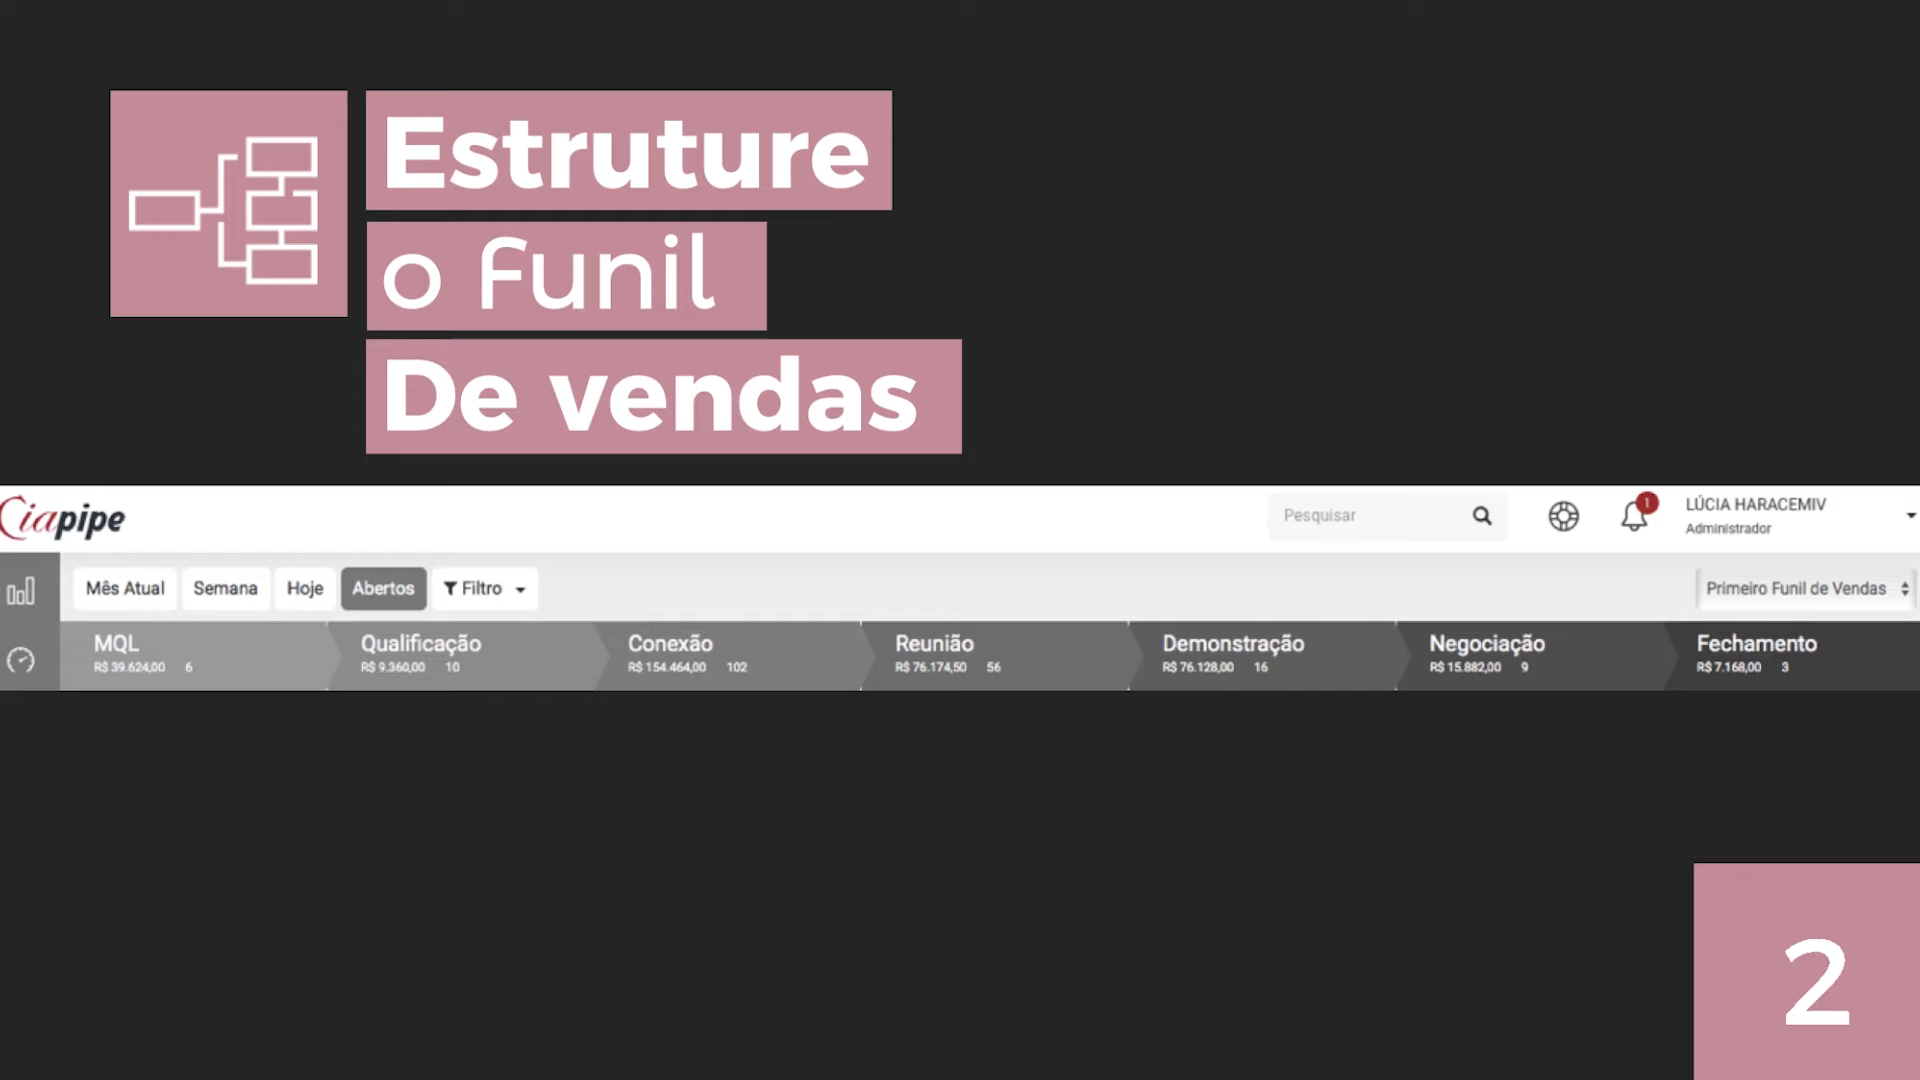 Estruture
o Funil
De vendas
Ciapipe
Pesquisar
1
LÚCIA HARACEMIV
Administrador
Mês Atual
Semana
Hoje
Abertos
Filtro
Primeiro Funil de Vendas
MQL
R$ 39.624,00 6
Qualificação
R$ 9.360,00 10
Conexão
R$ 154.464,00 102
Reunião
R$ 76.174,50 56
Demonstração
R$ 76.128,00 16
Negociação
R$ 15.882,00 9
Fechamento
R$ 7.168,00 3
2